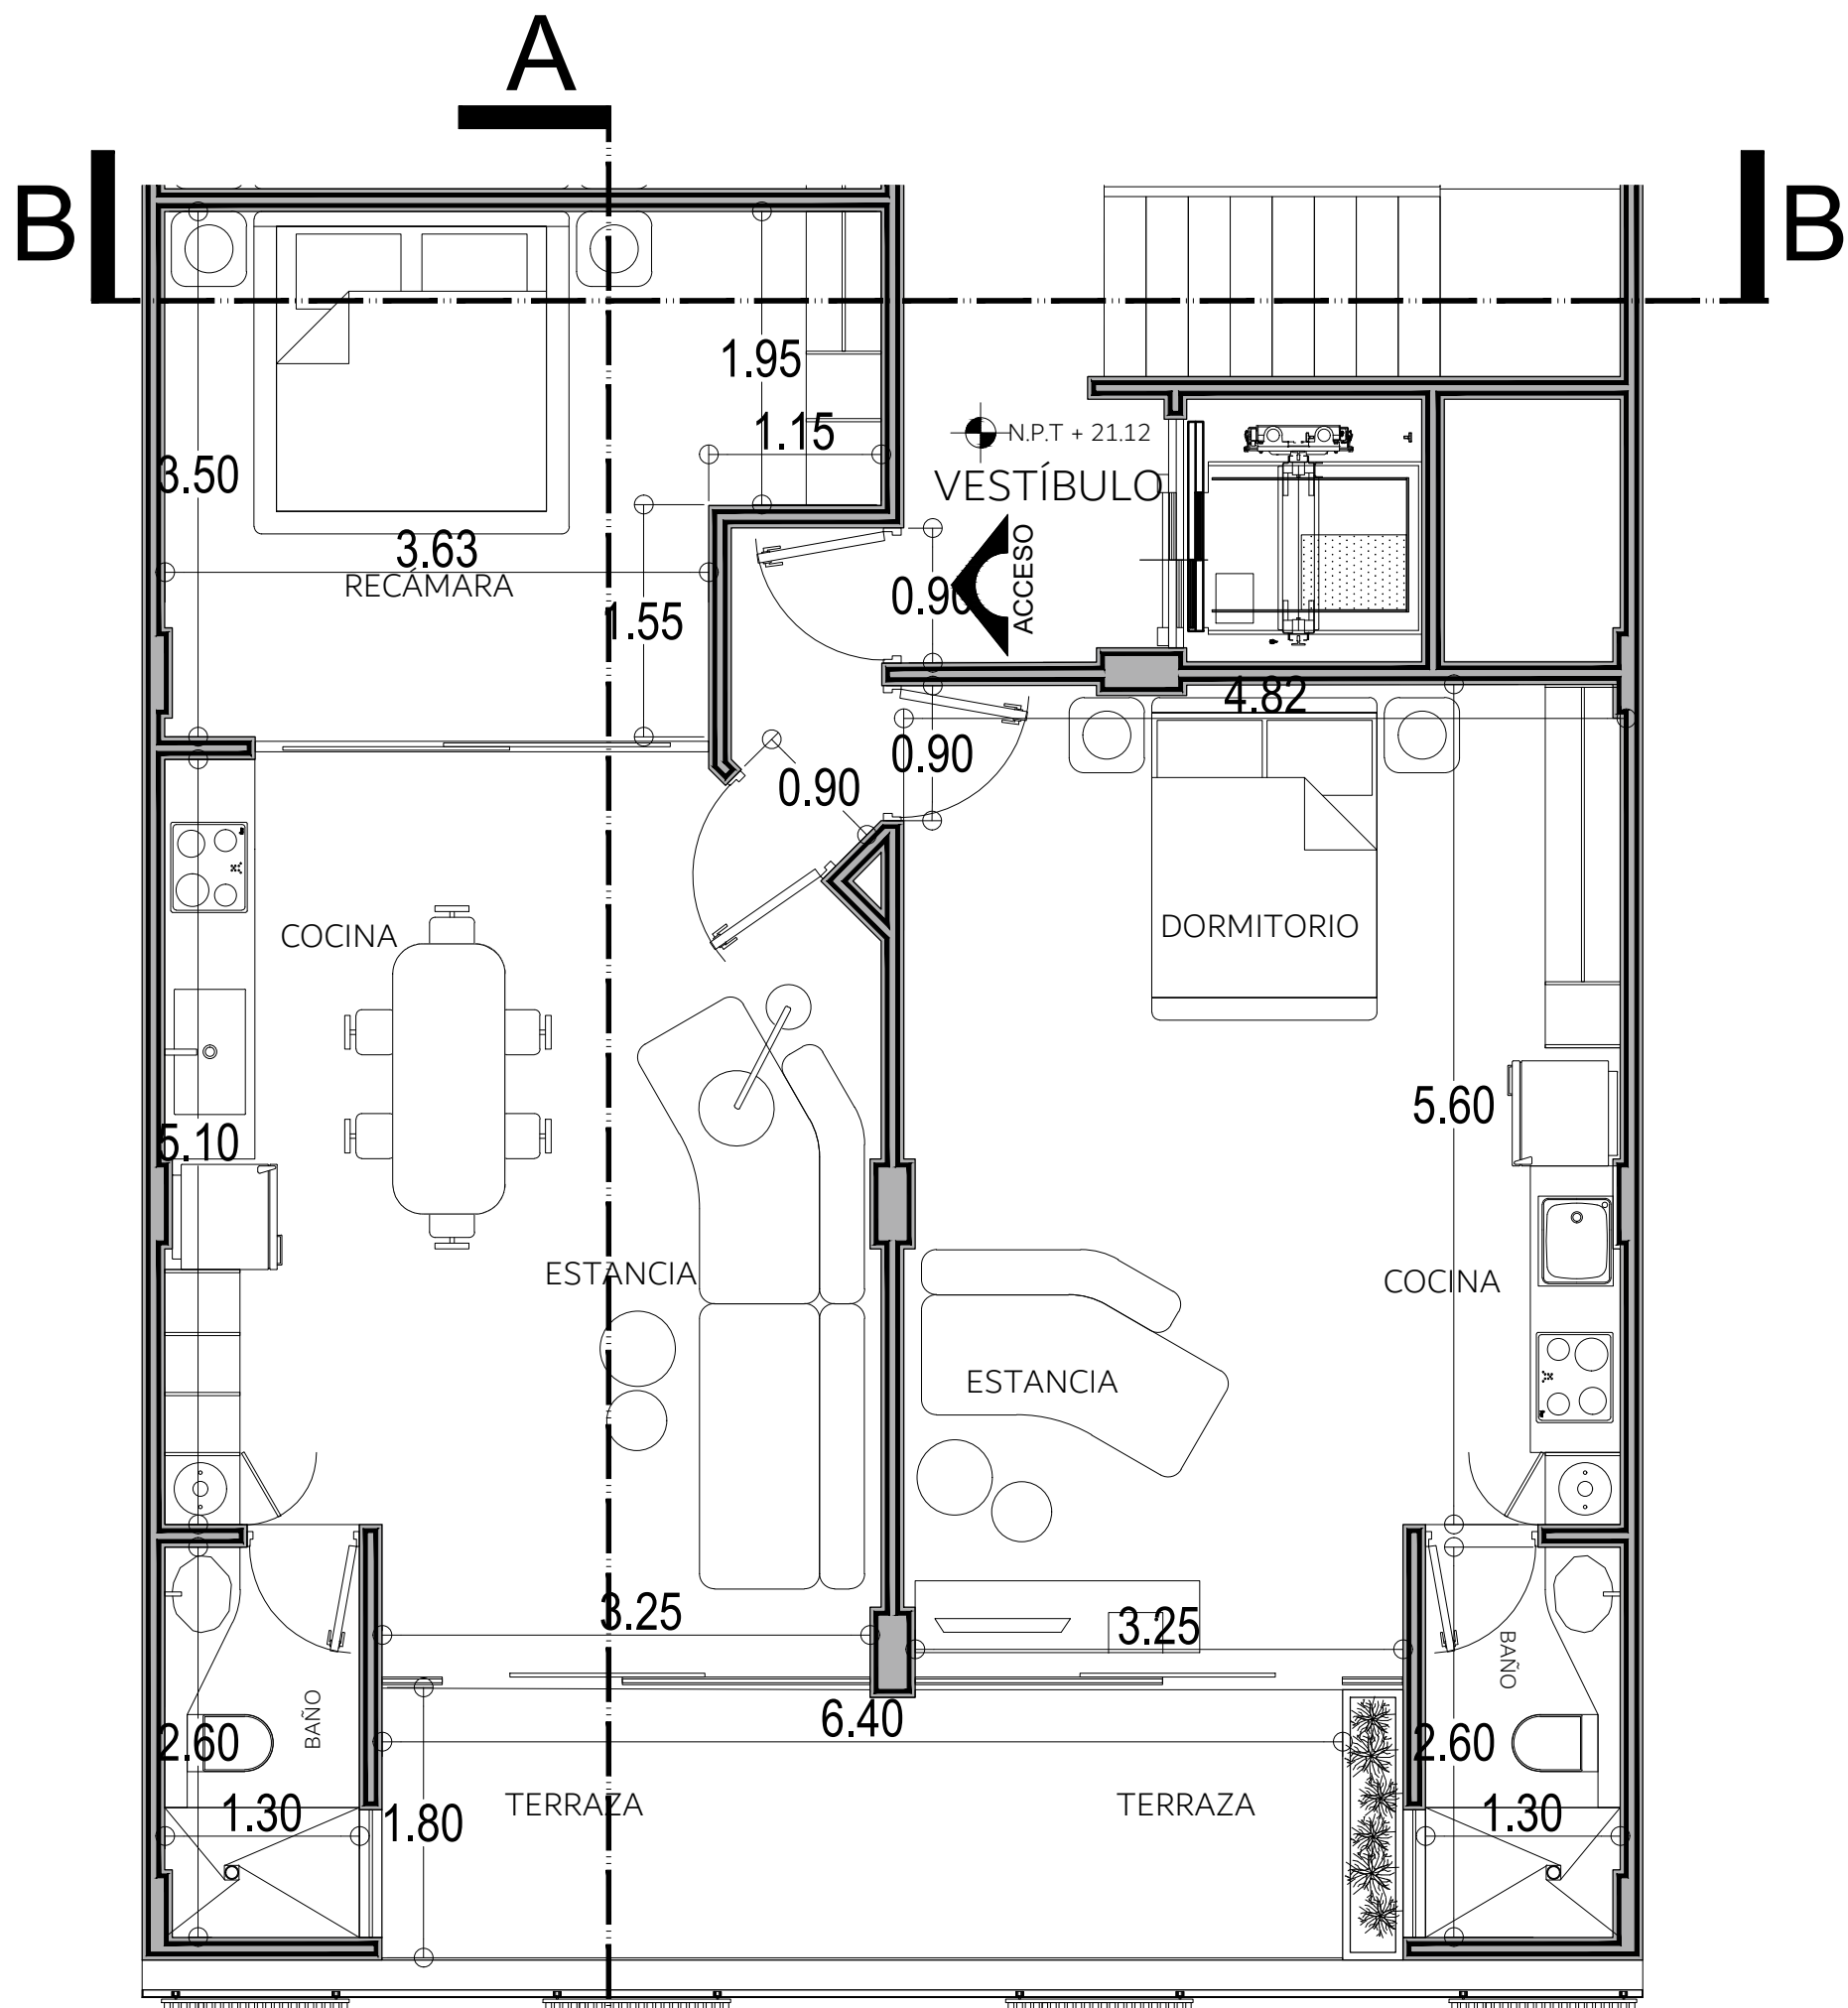 A
B
B
1.95
1.15
N.P.T + 21.12
3.50
VESTÍBULO
3.63
RECÁMARA
ACCESO
0.90
1.55
4.82
0.90
0.90
DORMITORIO
COCINA
5.60
5.10
ESTANCIA
COCINA
ESTANCIA
3.25
3.25
BAÑO
BAÑO
6.40
2.60
2.60
TERRAZA
TERRAZA
1.30
1.80
1.30